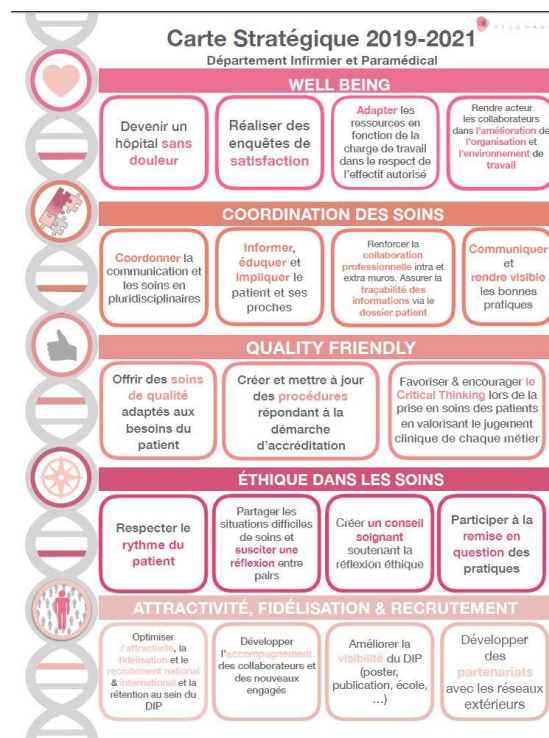 Carte Stratégique 2019-2021
Département Infirmier et Paramédical
WELL BEING
Devenir un
hôpital sans
douleur
Réaliser des
enquêtes de
satisfaction
Adapter les
ressources en
fonction de la
charge de travail
dans le respect de
l'effectif autorisé
Rendre acteur
les collaborateurs
dans l'amélioration de
l'organisation et
l'environnement de
travail
COORDINATION DES SOINS
Coordonner la
communication et
les soins en
pluridisciplinaires
Informer,
éduquer et
impliquer le
patient et ses
proches
Renforcer la
collaboration
professionnelle intra et
extra muros. Assurer la
traçabilité des
informations via le
dossier patient
Communiquer
et
rendre visible
les bonnes
pratiques
QUALITY FRIENDLY
Offrir des soins
de qualité
adaptés aux
besoins du
patient
Créer et mettre à jour
des procédures
répondant à la
démarche
d'accréditation
Favoriser & encourager le
Critical Thinking lors de la
prise en soins des patients
en valorisant le jugement
clinique de chaque métier
ÉTHIQUE DANS LES SOINS
Respecter le
rythme du
patient
Partager les
situations difficiles
de soins et
susciter une
réflexion entre
pairs
Créer un conseil
soignant
soutenant la
réflexion éthique
Participer à la
remise en
question des
pratiques
ATTRACTIVITÉ, FIDÉLISATION & RECRUTEMENT
Optimiser
l'attractivité, la
fidélisation et le
recrutement national
& international et la
rétention au sein du
DIP
Développer
l'accompagnement
des collaborateurs et
des nouveaux
engagés
Améliorer la
visibilité du DIP
(poster,
publication, école,
…)
Développer
des
partenariats
avec les réseaux
extérieurs